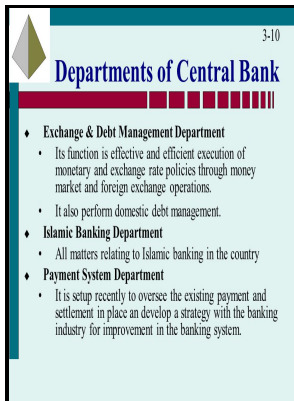 3-10
Departments of Central Bank
♦ Exchange & Debt Management Department
• Its function is effective and efficient execution of
monetary and exchange rate policies through money
market and foreign exchange operations.
• It also perform domestic debt management.
♦ Islamic Banking Department
• All matters relating to Islamic banking in the country
♦ Payment System Department
• It is setup recently to oversee the existing payment and
settlement in place an develop a strategy with the banking
industry for improvement in the banking system.